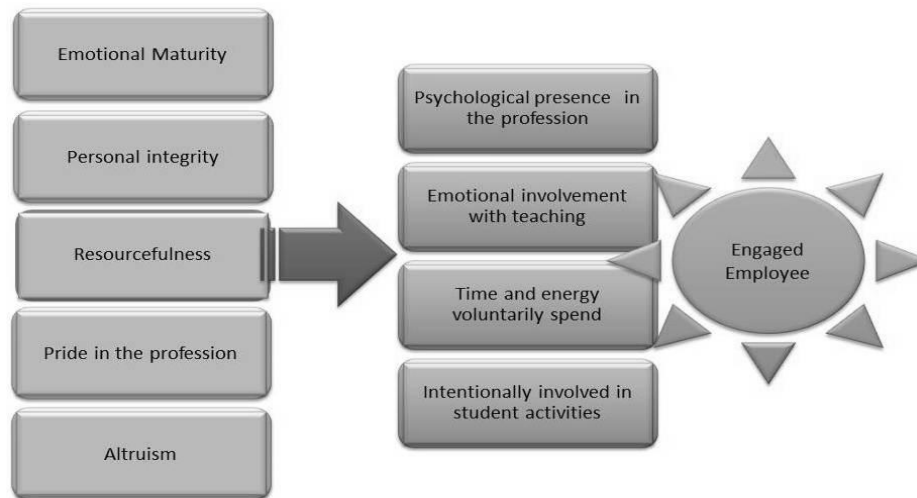 Emotional Maturity
Personal integrity
Resourcefulness
Pride in the profession
Altruism
Psychological presence in
the profession
Emotional involvement
with teaching
Time and energy
voluntarily spend
Intentionally involved in
student activities
Engaged
Employee